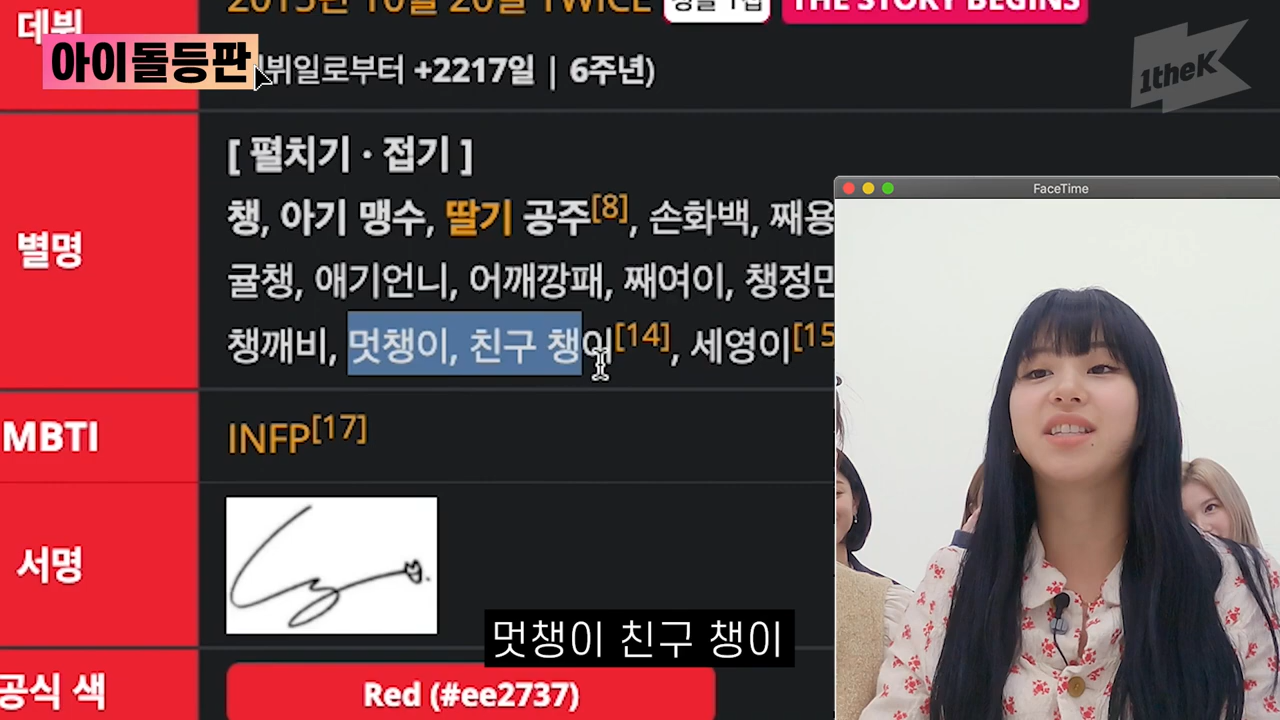 데뷔
2015년 10월 20일 TWICE
THE STORY BEGINS
아이돌등판
뷔일로부터 +2217일 | 6주년)
1theK
별명
[ 펼치기 · 접기 ]
챙, 아기 맹수, 딸기 공주[8], 손화백, 째용
귤챙, 애기언니, 어깨깡패, 째여이, 챙정만
챙깨비, 멋챙이, 친구 챙이[14], 세영이[15
FaceTime
MBTI
INFP[17]
서명
멋챙이 친구 챙이
공식 색
Red (#ee2737)